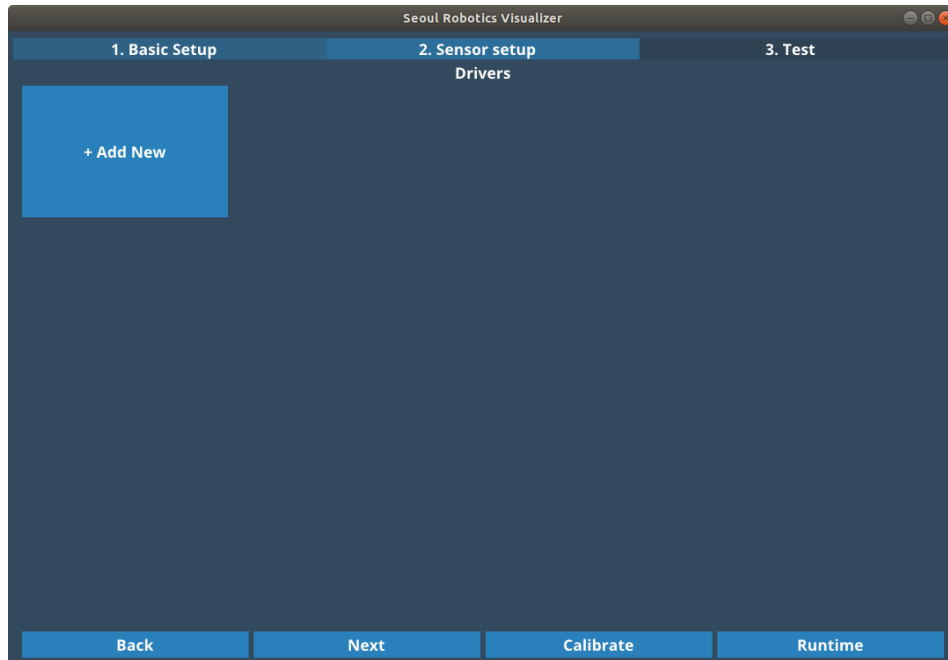 Seoul Robotics Visualizer
1. Basic Setup 2. Sensor setup 3. Test
Drivers
+ Add New
Back Next Calibrate Runtime